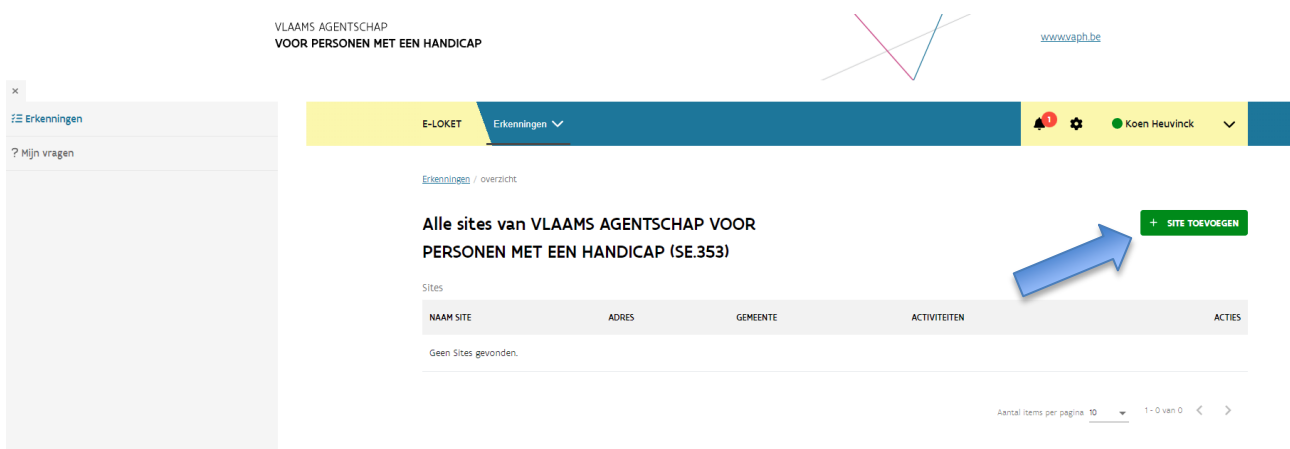 VLAAMS AGENTSCHAP
VOOR PERSONEN MET EEN HANDICAP
www.vaph.be
×
Erkenningen
? Mijn vragen
E-LOKET
Erkenningen
1
Koen Heuvinck
Erkenningen / overzicht
Alle sites van VLAAMS AGENTSCHAP VOOR
PERSONEN MET EEN HANDICAP (SE.353)
+ SITE TOEVOEGEN
Sites
NAAM SITE ADRES GEMEENTE ACTIVITEITEN ACTIES
Geen Sites gevonden.
Aantal items per pagina 10 1 - 0 van 0 < >